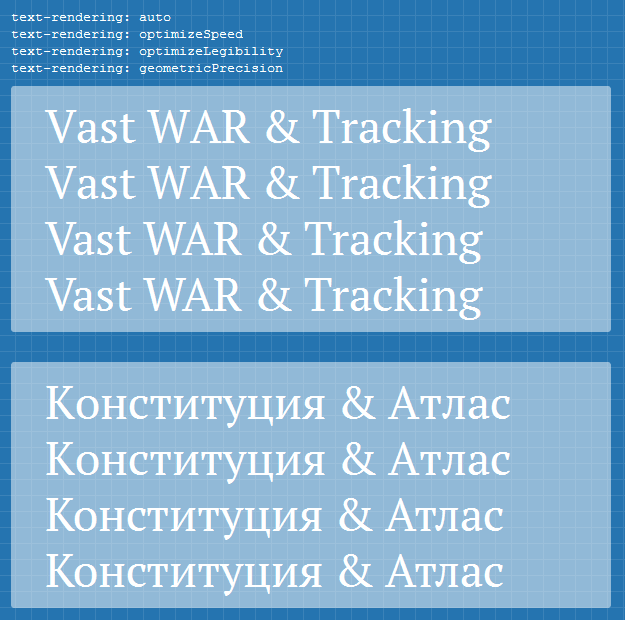 text-rendering: auto
text-rendering: optimizeSpeed
text-rendering: optimizeLegibility
text-rendering: geometricPrecision
Vast WAR & Tracking
Vast WAR & Tracking
Vast WAR & Tracking
Vast WAR & Tracking
Конституция & Атлас
Конституция & Атлас
Конституция & Атлас
Конституция & Атлас